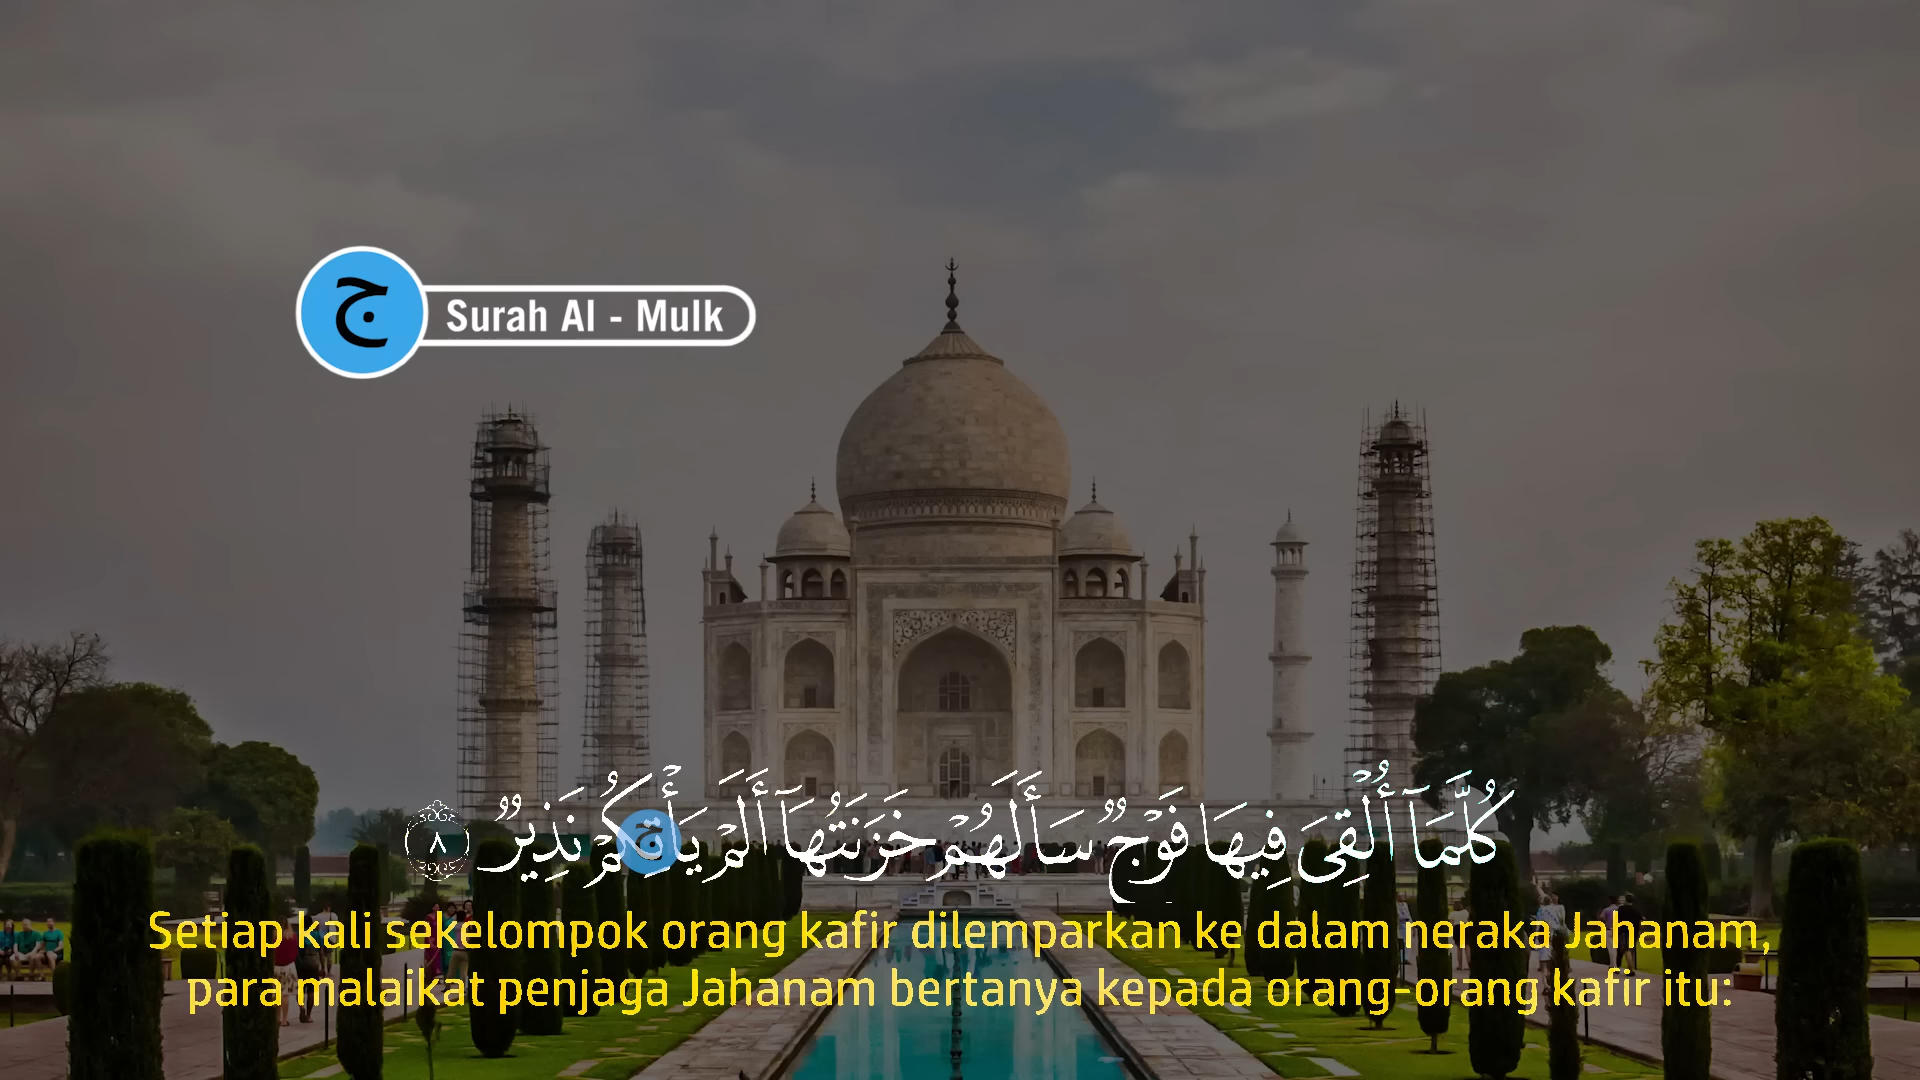 ج
Surah Al - Mulk
كُلَّمَآ أُلْقِىَ فِيهَا فَوْجٌ سَأَلَهُمْ خَزَنَتُهَآ أَلَمْ يَأْتِكُمْ نَذِيرٌ ٨
ج
Setiap kali sekelompok orang kafir dilemparkan ke dalam neraka Jahanam,
para malaikat penjaga Jahanam bertanya kepada orang-orang kafir itu: